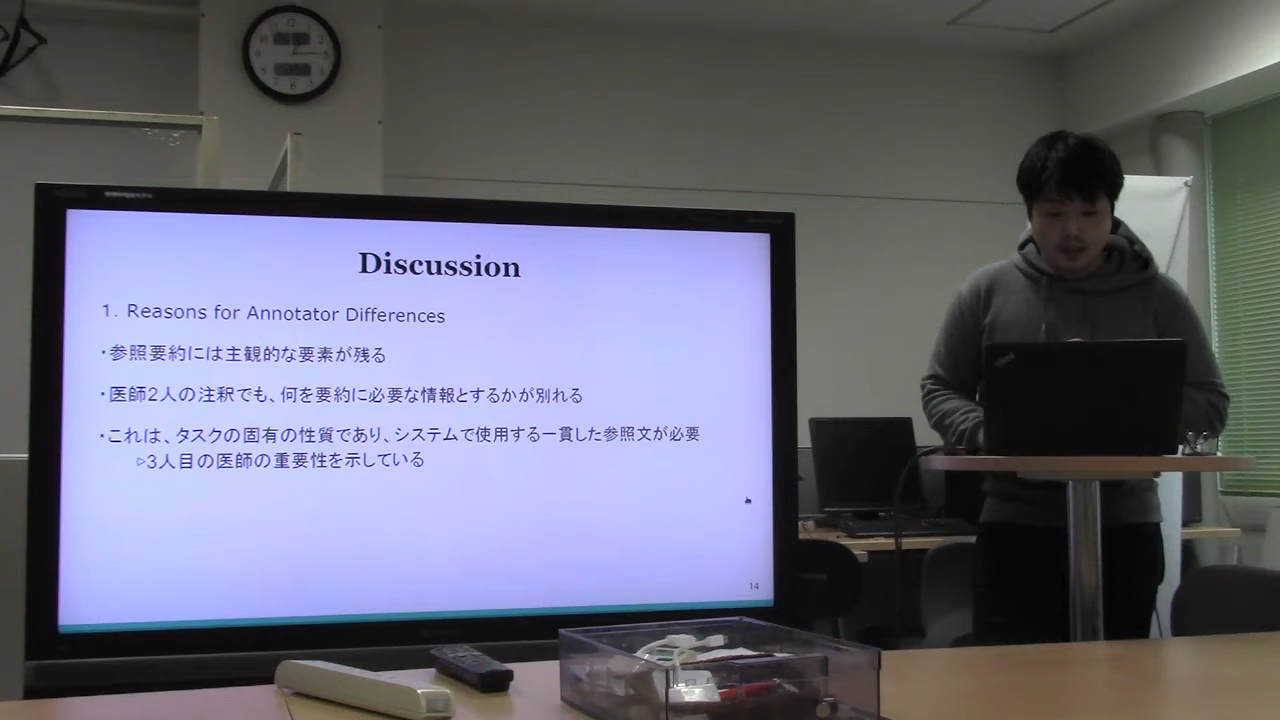 Discussion
1. Reasons for Annotator Differences
・参照要約には主観的な要素が残る
・医師2人の注釈でも、何を要約に必要な情報とするかが別れる
・これは、タスクの固有の性質であり、システムで使用する一貫した参照文が必要
▷3人目の医師の重要性を示している
14